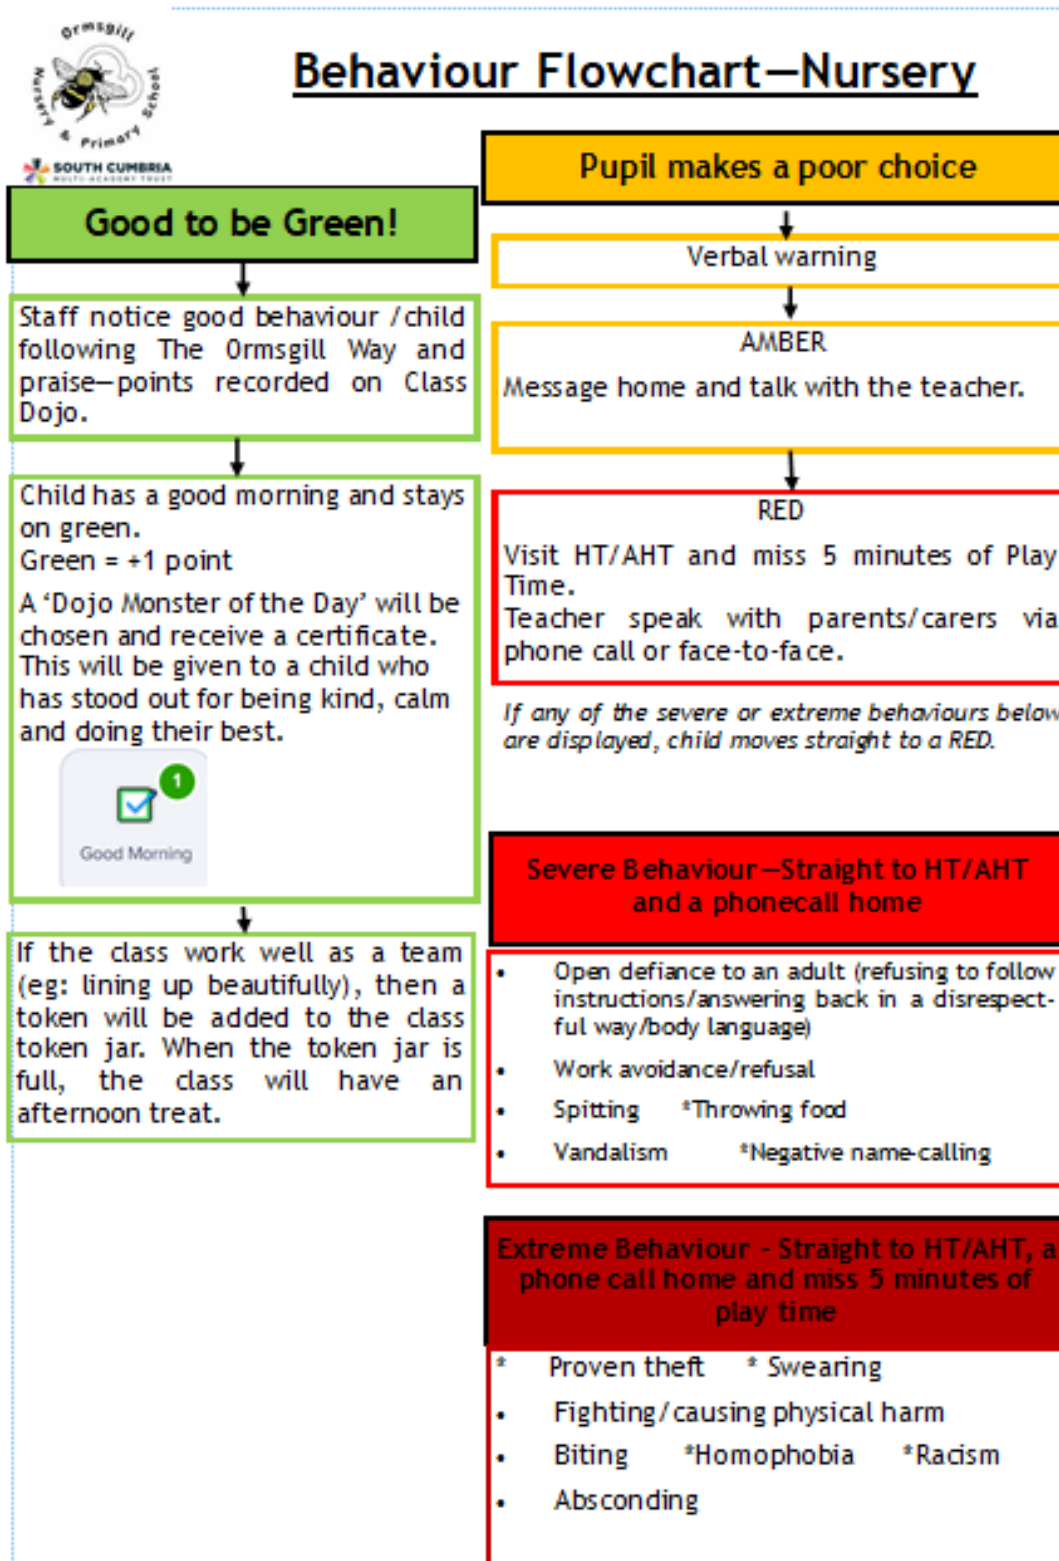 Ormsgill
Nursery & Primary School
SOUTH CUMBRIA
MULTI-ACADEMY TRUST
Behaviour Flowchart—Nursery
Good to be Green!
Staff notice good behaviour /child
following The Ormsgill Way and
praise—points recorded on Class
Dojo.
Child has a good morning and stays
on green.
Green = +1 point
A ‘Dojo Monster of the Day’ will be
chosen and receive a certificate.
This will be given to a child who
has stood out for being kind, calm
and doing their best.
1
Good Morning
If the class work well as a team
(eg: lining up beautifully), then a
token will be added to the class
token jar. When the token jar is
full, the class will have an
afternoon treat.
Pupil makes a poor choice
Verbal warning
AMBER
Message home and talk with the teacher.
RED
Visit HT/AHT and miss 5 minutes of Play
Time.
Teacher speak with parents/carers via
phone call or face-to-face.
If any of the severe or extreme behaviours below
are displayed, child moves straight to a RED.
Severe Behaviour—Straight to HT/AHT
and a phonecall home
• Open defiance to an adult (refusing to follow
instructions/answering back in a disrespect-
ful way/body language)
• Work avoidance/refusal
• Spitting *Throwing food
• Vandalism *Negative name-calling
Extreme Behaviour - Straight to HT/AHT, a
phone call home and miss 5 minutes of
play time
* Proven theft * Swearing
• Fighting/causing physical harm
• Biting *Homophobia *Racism
• Absconding